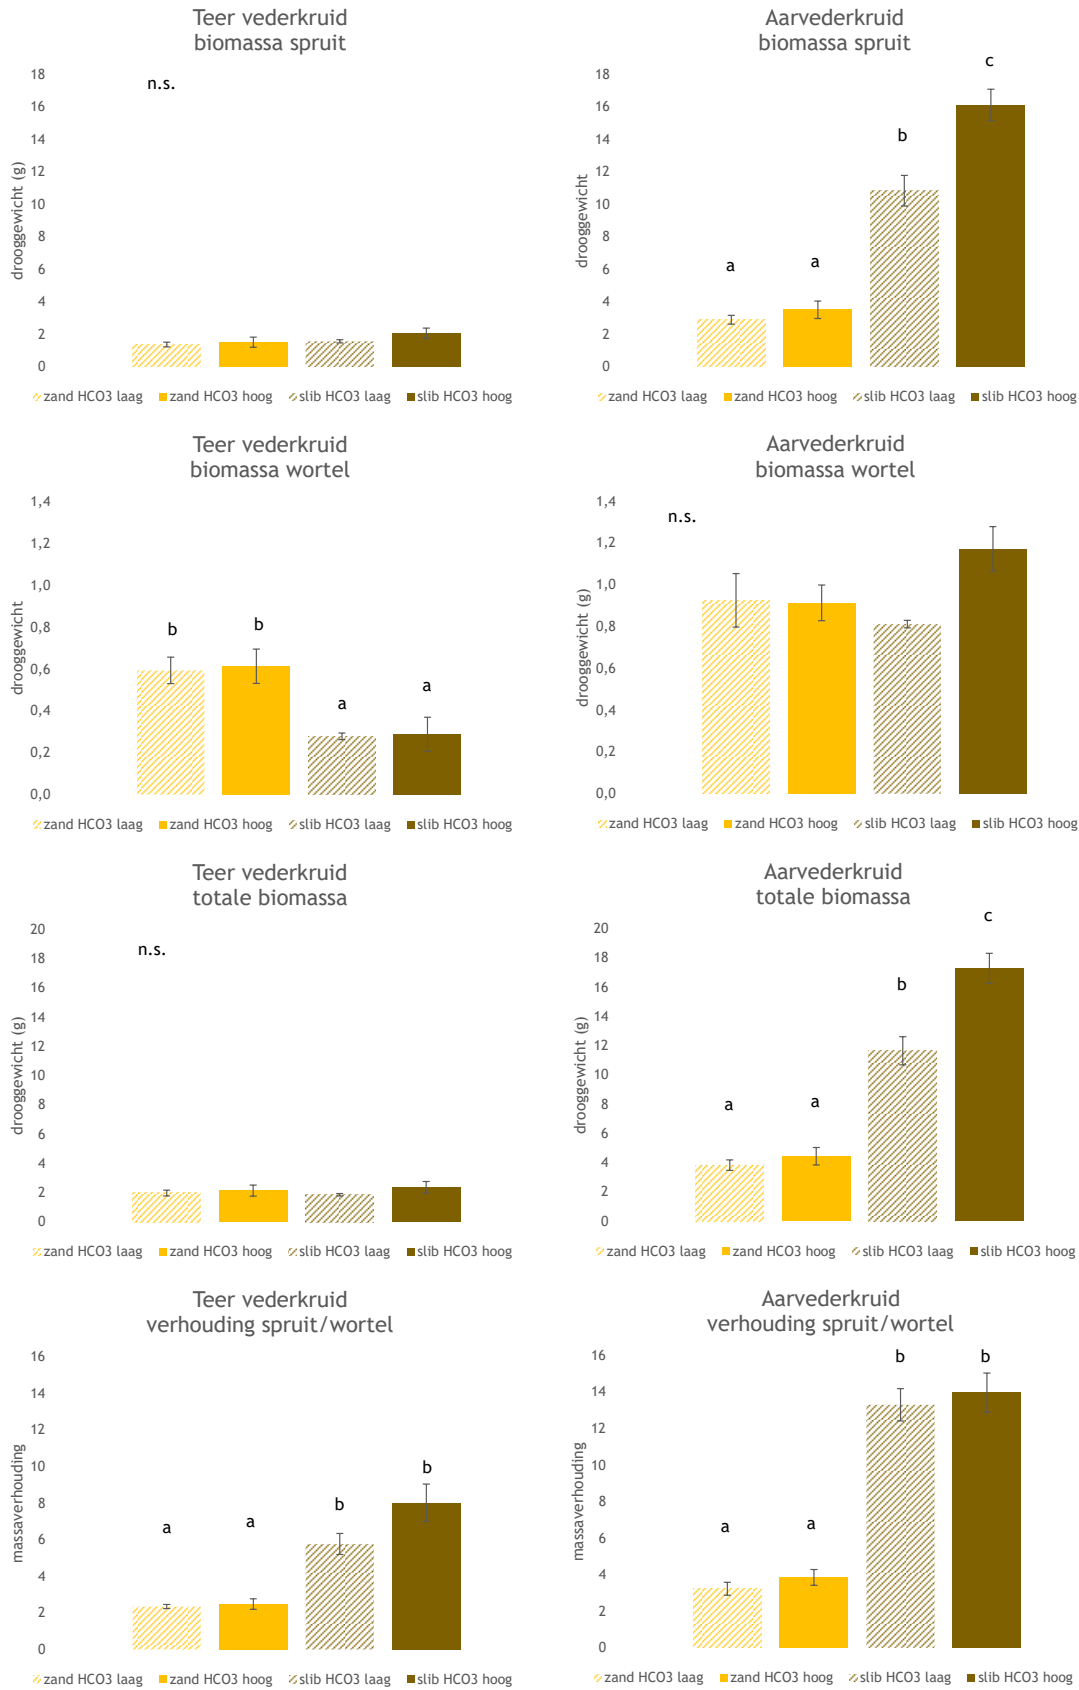 Teer vederkruid
biomassa spruit
n.s.
drooggewicht (g)
18
16
14
12
10
8
6
4
2
0
zand HCO3 laag zand HCO3 hoog slib HCO3 laag slib HCO3 hoog
Aarvederkruid
biomassa spruit
drooggewicht
18
16
14
12
10
8
6
4
2
0
a
a
b
c
zand HCO3 laag zand HCO3 hoog slib HCO3 laag slib HCO3 hoog
Teer vederkruid
biomassa wortel
drooggewicht
1,4
1,2
1,0
0,8
0,6
0,4
0,2
0,0
b
b
a
a
zand HCO3 laag zand HCO3 hoog slib HCO3 laag slib HCO3 hoog
Aarvederkruid
biomassa wortel
n.s.
drooggewicht (g)
1,4
1,2
1,0
0,8
0,6
0,4
0,2
0,0
zand HCO3 laag zand HCO3 hoog slib HCO3 laag slib HCO3 hoog
Teer vederkruid
totale biomassa
n.s.
drooggewicht (g)
20
18
16
14
12
10
8
6
4
2
0
zand HCO3 laag zand HCO3 hoog slib HCO3 laag slib HCO3 hoog
Aarvederkruid
totale biomassa
drooggewicht (g)
20
18
16
14
12
10
8
6
4
2
0
a
a
b
c
zand HCO3 laag zand HCO3 hoog slib HCO3 laag slib HCO3 hoog
Teer vederkruid
verhouding spruit/wortel
massaverhouding
16
14
12
10
8
6
4
2
0
a
a
b
b
zand HCO3 laag zand HCO3 hoog slib HCO3 laag slib HCO3 hoog
Aarvederkruid
verhouding spruit/wortel
massaverhouding
16
14
12
10
8
6
4
2
0
a
a
b
b
zand HCO3 laag zand HCO3 hoog slib HCO3 laag slib HCO3 hoog